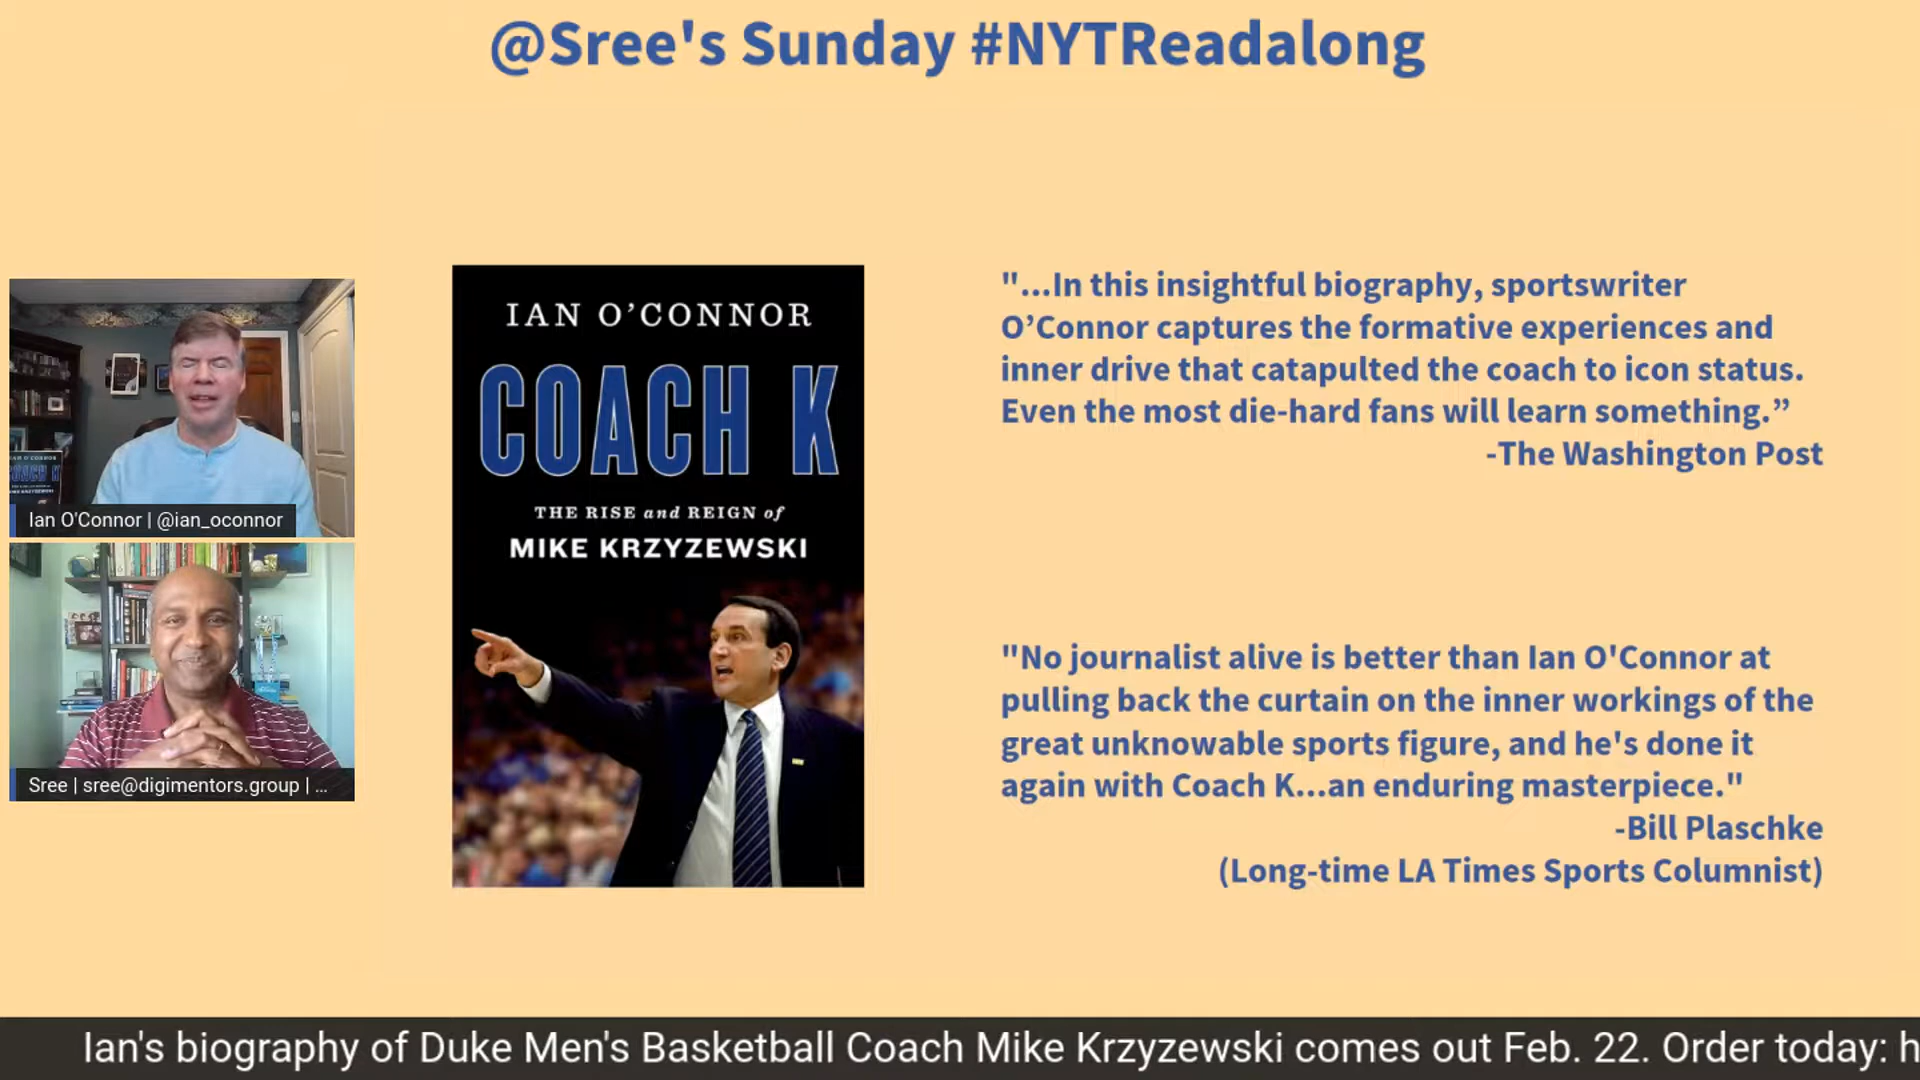 @Sree's Sunday #NYTReadalong
IAN O'CONNOR
COACH K
THE RISE and REIGN of
MIKE KRZYZEWSKI
"...In this insightful biography, sportswriter
O’Connor captures the formative experiences and
inner drive that catapulted the coach to icon status.
Even the most die-hard fans will learn something.”
-The Washington Post
"No journalist alive is better than Ian O'Connor at
pulling back the curtain on the inner workings of the
great unknowable sports figure, and he's done it
again with Coach K...an enduring masterpiece."
-Bill Plaschke
(Long-time LA Times Sports Columnist)
COACH K
Ian O'Connor | @ian_oconnor
Sree | sree@digimentors.group | ...
Ian's biography of Duke Men's Basketball Coach Mike Krzyzewski comes out Feb. 22. Order today: h